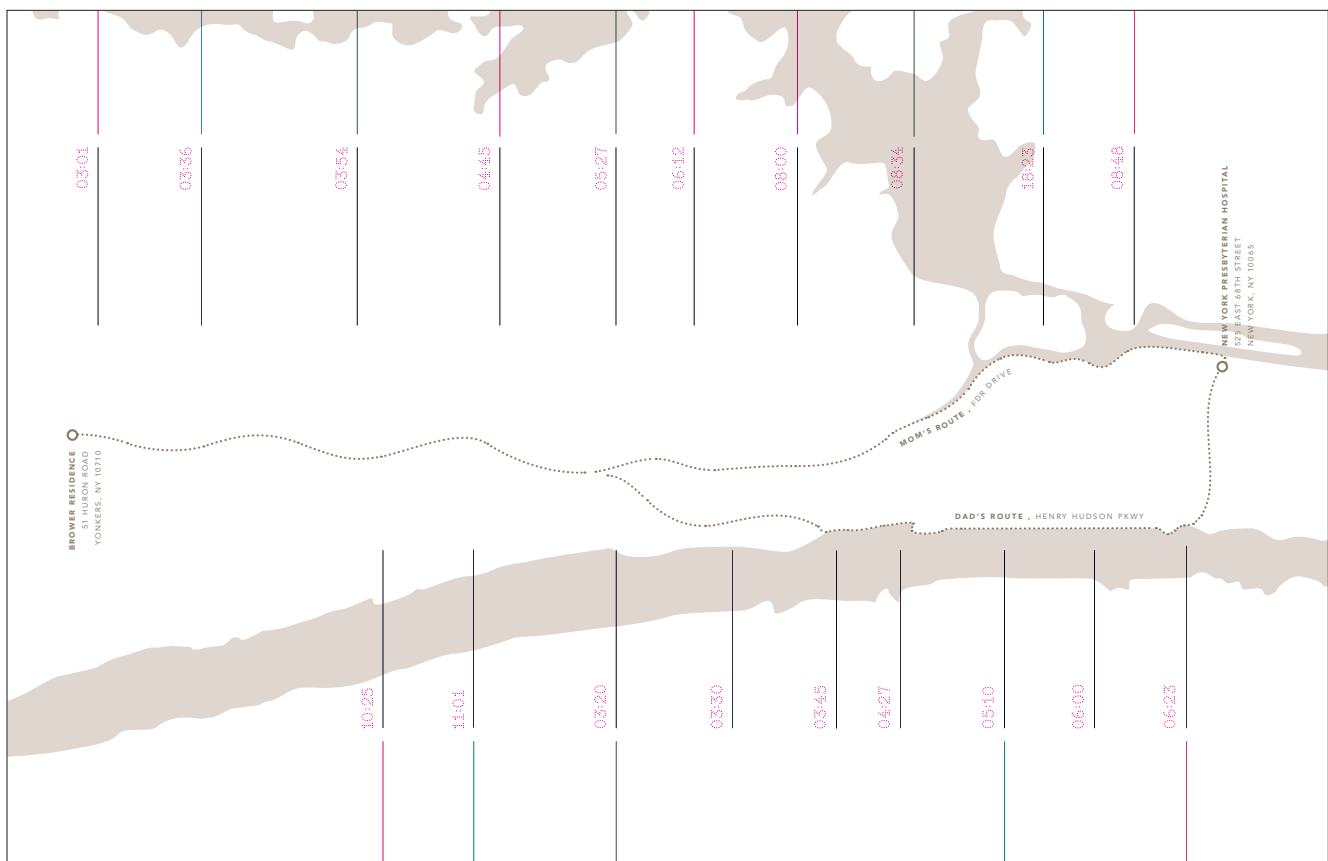 03:01
03:36
03:54
04:45
05:27
06:12
08:00
08:34
18:23
08:48
NEW YORK PRESBYTERIAN HOSPITAL
525 EAST 68TH STREET
NEW YORK, NY 10065
MOM'S ROUTE , FDR DRIVE
BROWER RESIDENCE
51 HURON ROAD
YONKERS, NY 10710
DAD'S ROUTE , HENRY HUDSON PKWY
10:25
11:01
03:20
03:30
03:45
04:27
05:10
06:00
06:23